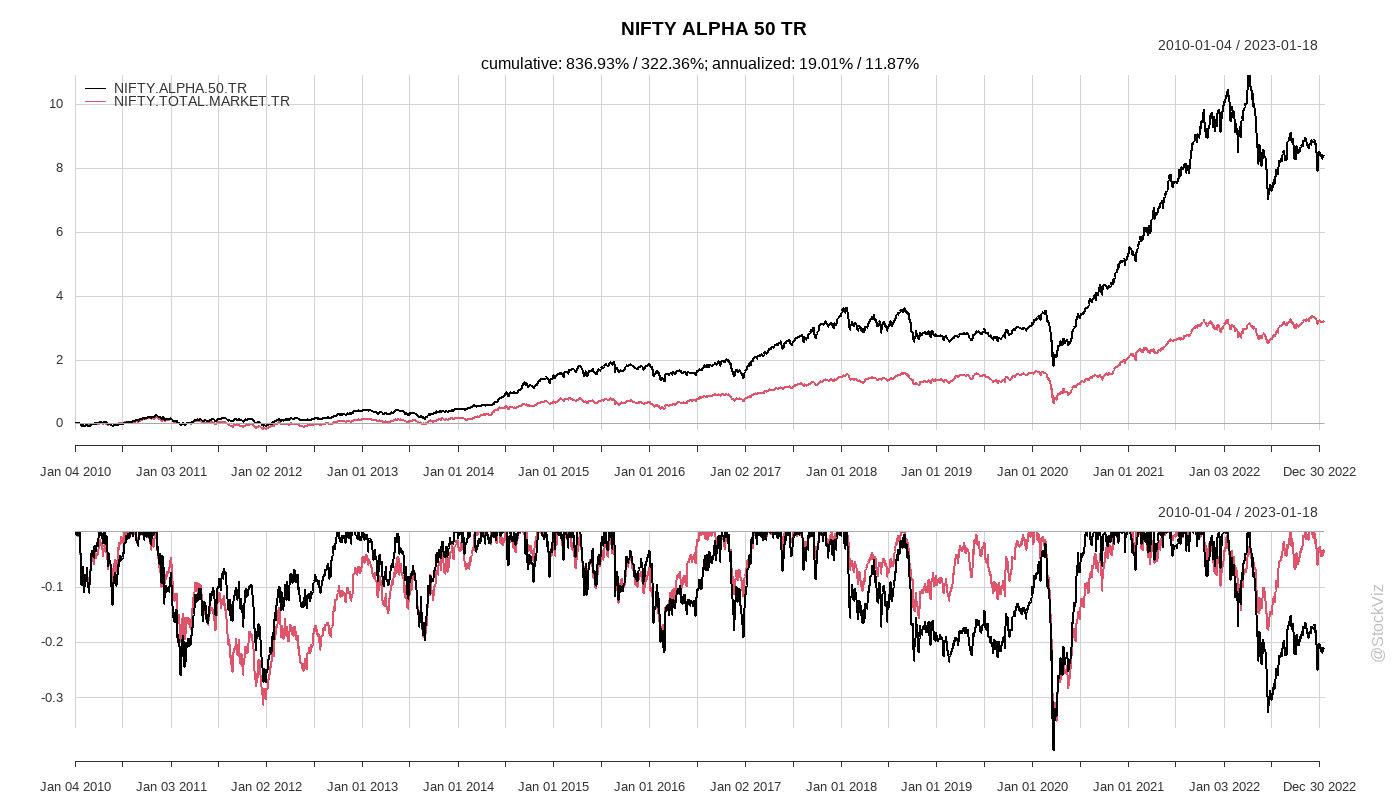 NIFTY ALPHA 50 TR
2010-01-04 / 2023-01-18
cumulative: 836.93% / 322.36%; annualized: 19.01% / 11.87%
NIFTY.ALPHA.50.TR
NIFTY.TOTAL.MARKET.TR
10
8
6
4
2
0
Jan 04 2010 Jan 03 2011 Jan 02 2012 Jan 01 2013 Jan 01 2014 Jan 01 2015 Jan 01 2016 Jan 02 2017 Jan 01 2018 Jan 01 2019 Jan 01 2020 Jan 01 2021 Jan 03 2022 Dec 30 2022
2010-01-04 / 2023-01-18
-0.1
-0.2
-0.3
Jan 04 2010 Jan 03 2011 Jan 02 2012 Jan 01 2013 Jan 01 2014 Jan 01 2015 Jan 01 2016 Jan 02 2017 Jan 01 2018 Jan 01 2019 Jan 01 2020 Jan 01 2021 Jan 03 2022 Dec 30 2022
@StockViz